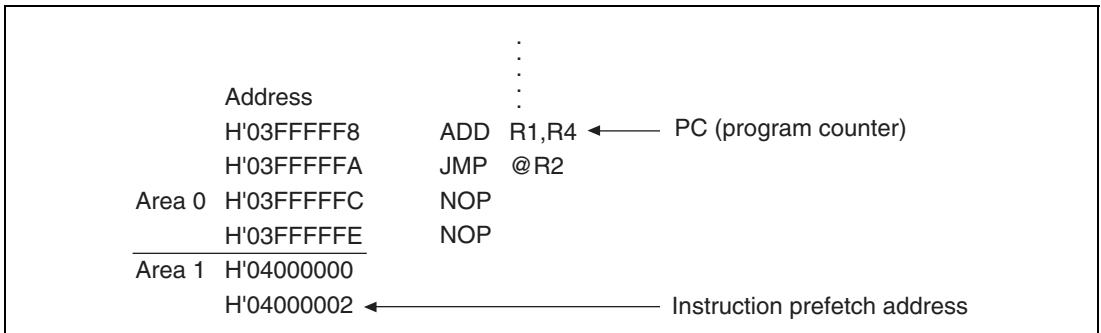 Address
H'03FFFFF8 ADD R1,R4 PC (program counter)
H'03FFFFFA JMP @R2
Area 0 H'03FFFFFC NOP
H'03FFFFFE NOP
Area 1 H'04000000
H'04000002 Instruction prefetch address